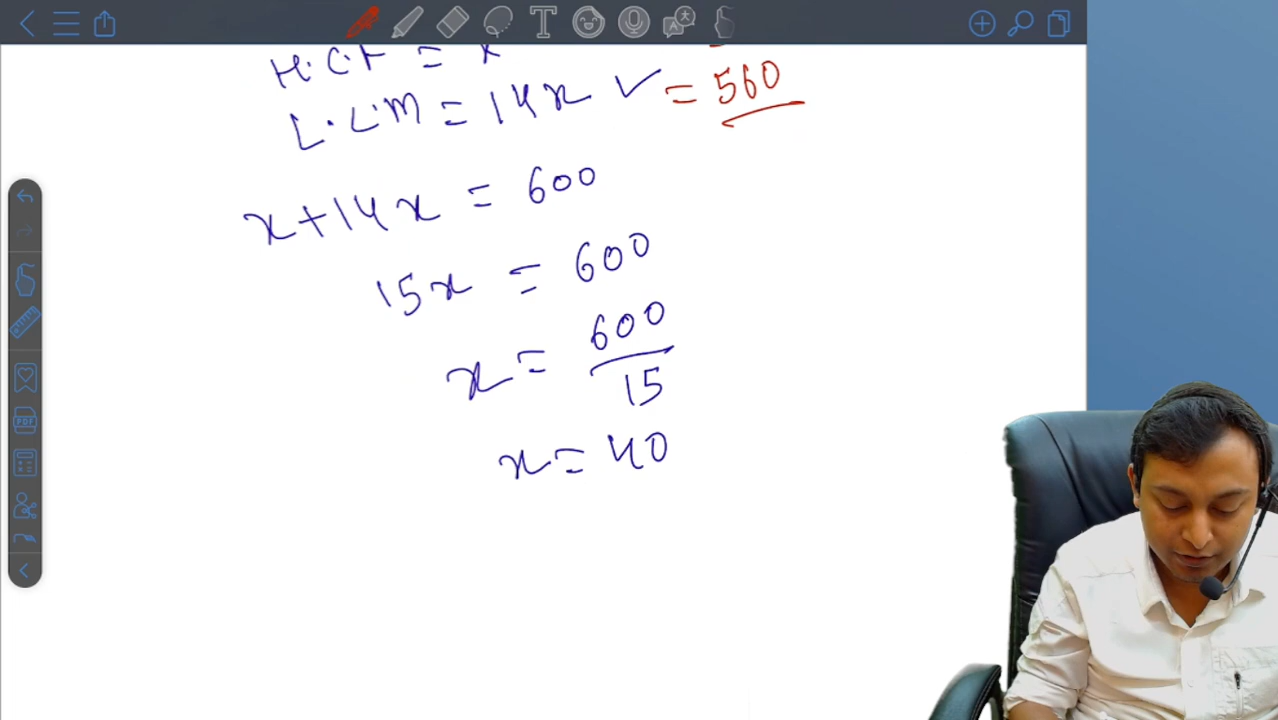 H.C.F = x
L.C.M = 14x ✓ = 560
x+14x = 600
15x = 600
x = 600/15
x = 40